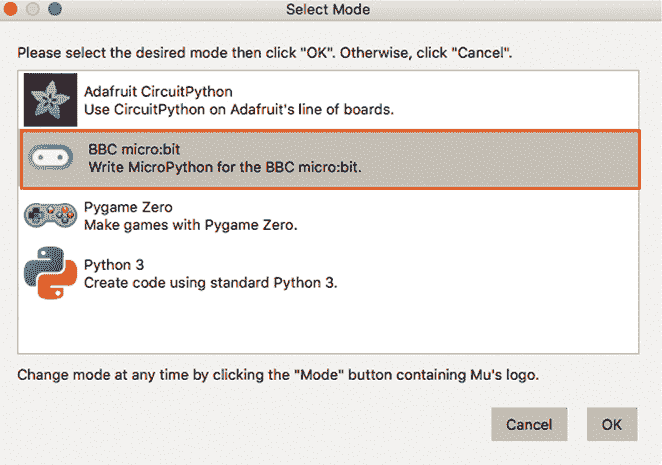 Select Mode
Please select the desired mode then click "OK". Otherwise, click "Cancel".
Adafruit CircuitPython
Use CircuitPython on Adafruit's line of boards.
BBC micro:bit
Write MicroPython for the BBC micro:bit.
Pygame Zero
Make games with Pygame Zero.
Python 3
Create code using standard Python 3.
Change mode at any time by clicking the "Mode" button containing Mu's logo.
Cancel OK